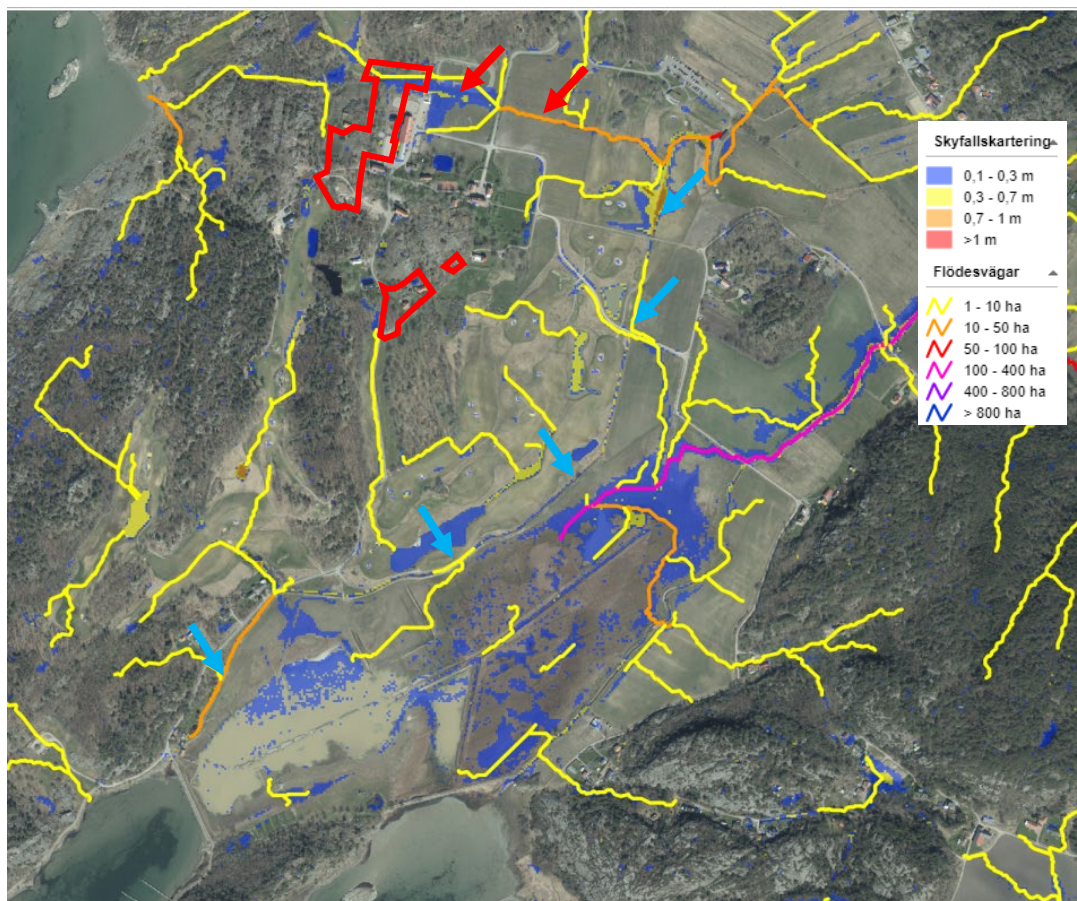 Skyfallskartering
0,1 - 0,3 m
0,3 - 0,7 m
0,7 - 1 m
>1 m
Flödesvägar
1 - 10 ha
10 - 50 ha
50 - 100 ha
100 - 400 ha
400 - 800 ha
> 800 ha